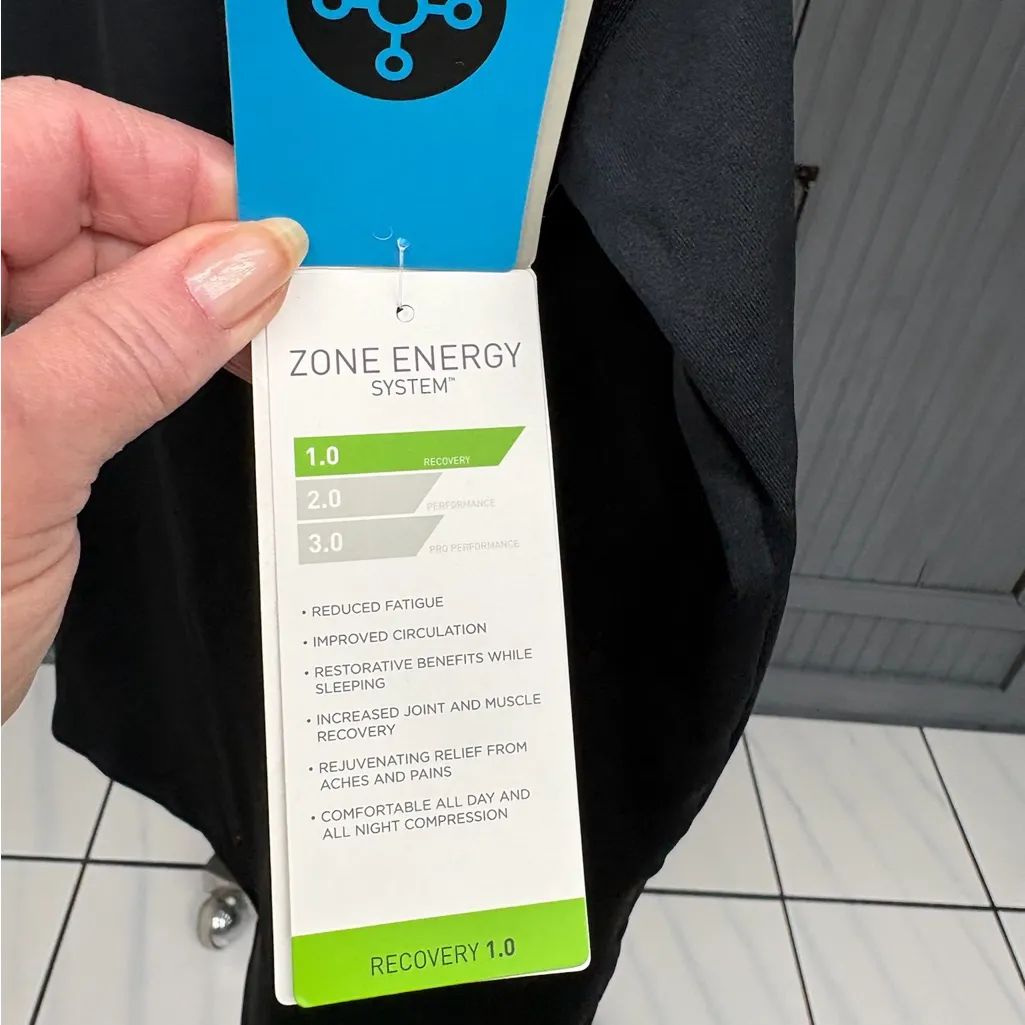 ZONE ENERGY
SYSTEM™
1.0 RECOVERY
2.0 PERFORMANCE
3.0 PRO PERFORMANCE
• REDUCED FATIGUE
• IMPROVED CIRCULATION
• RESTORATIVE BENEFITS WHILE
SLEEPING
• INCREASED JOINT AND MUSCLE
RECOVERY
• REJUVENATING RELIEF FROM
ACHES AND PAINS
• COMFORTABLE ALL DAY AND
ALL NIGHT COMPRESSION
RECOVERY 1.0